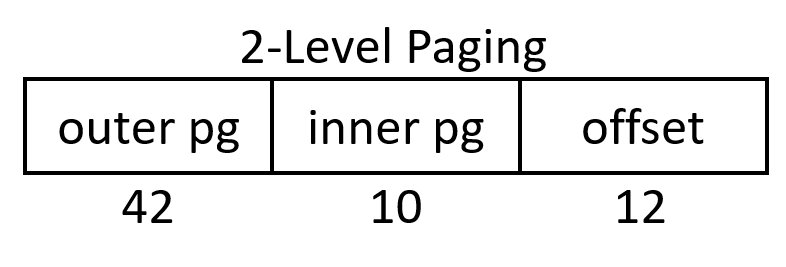 2-Level Paging
outer pg inner pg offset
42 10 12